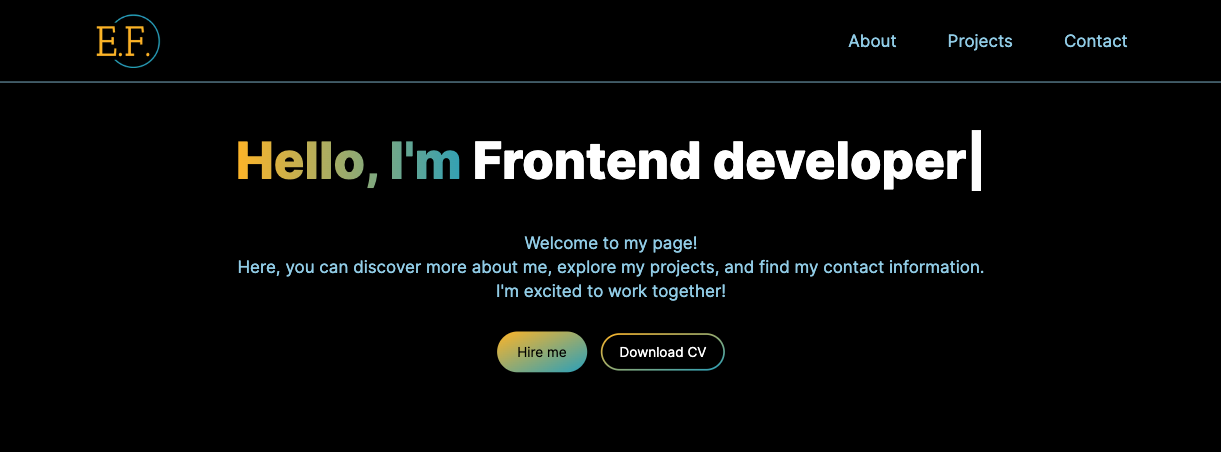 E.F.
About Projects Contact
Hello, I'm Frontend developer
Welcome to my page!
Here, you can discover more about me, explore my projects, and find my contact information.
I'm excited to work together!
Hire me Download CV